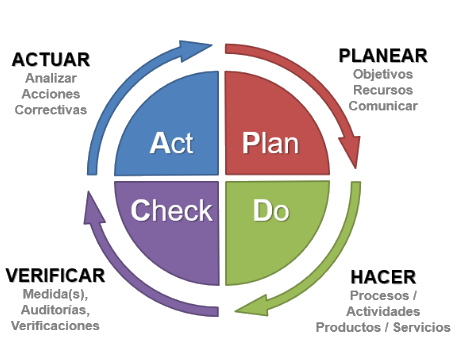 ACTUAR
Analizar
Acciones
Correctivas
PLANEAR
Objetivos
Recursos
Comunicar
Act
Plan
Check
Do
VERIFICAR
Medida(s),
Auditorías,
Verificaciones
HACER
Procesos /
Actividades
Productos / Servicios